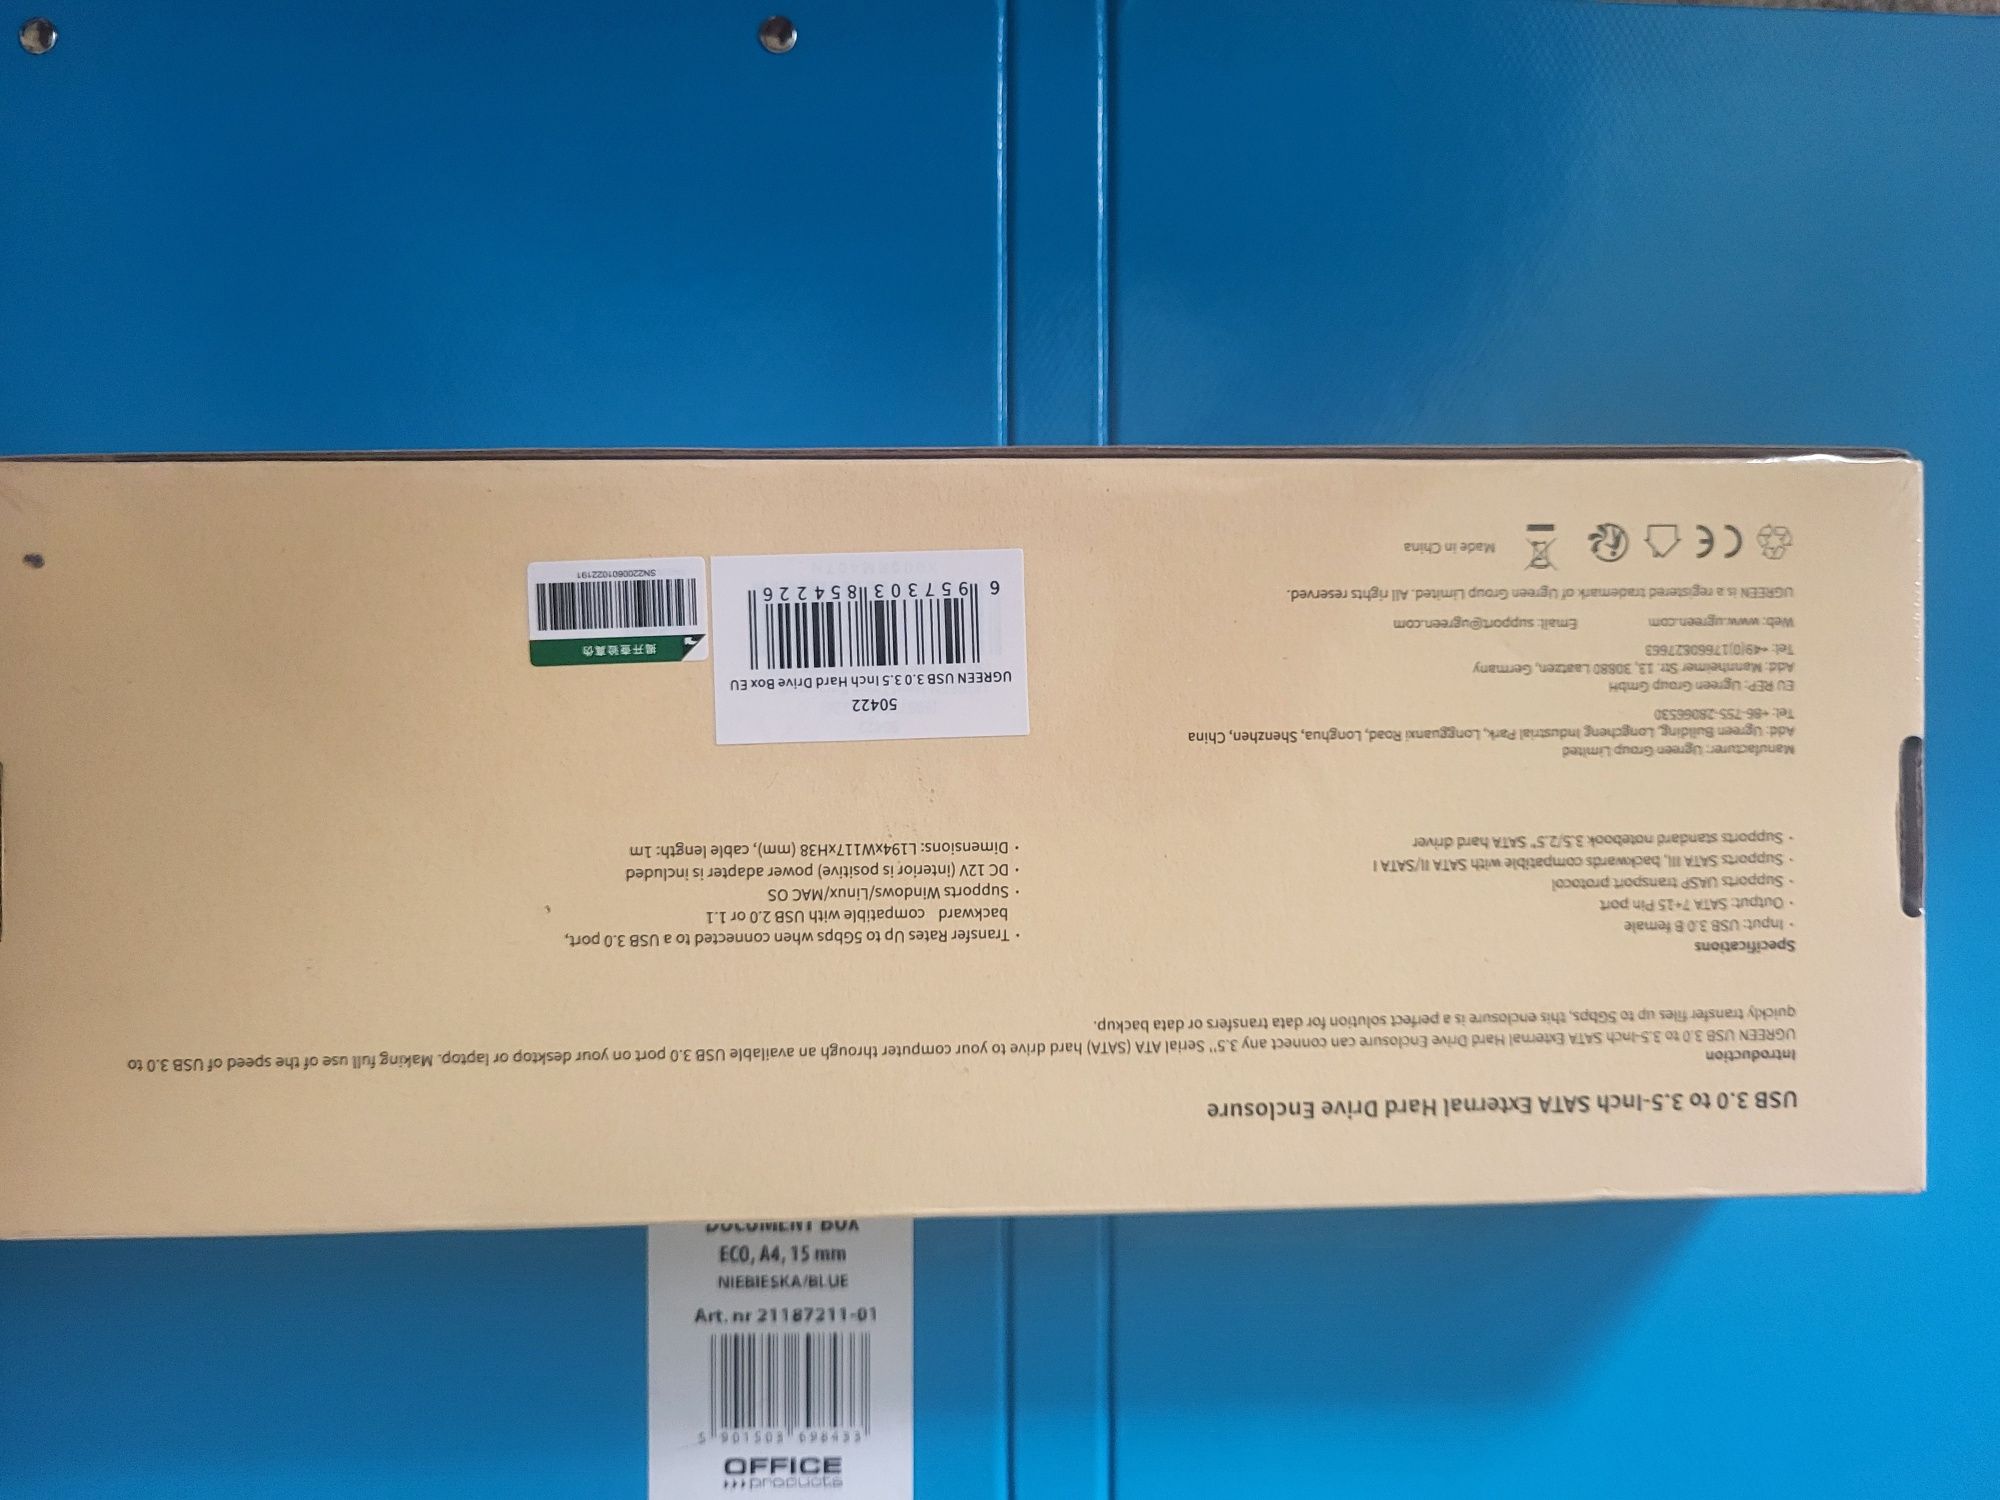 USB 3.0 to 3.5-Inch SATA External Hard Drive Enclosure
Introduction
UGREEN USB 3.0 to 3.5-Inch SATA External Hard Drive Enclosure can connect any 3.5'' Serial ATA (SATA) hard drive to your computer through an available USB 3.0 port on your desktop or laptop. Making full use of the speed of USB 3.0 to
quickly transfer files up to 5Gbps, this enclosure is a perfect solution for data transfers or data backup.
Specifications
· Input: USB 3.0 B female
· Output: SATA 7+15 Pin port
· Supports UASP transport protocol
· Supports SATA III, backwards compatible with SATA II/SATA I
· Supports standard notebook 3.5/2.5'' SATA hard driver
· Transfer Rates Up to 5Gbps when connected to a USB 3.0 port,
backward compatible with USB 2.0 or 1.1
· Supports Windows/Linux/MAC OS
· DC 12V (interior is positive) power adapter is included
· Dimensions: L194xW117xH38 (mm), cable length: 1m
Manufacturer: Ugreen Group Limited
Add: Ugreen Building, Longcheng Industrial Park, Longguanxi Road, Longhua, Shenzhen, China
Tel: +86-755-28066530
EU REP: Ugreen Group GmbH
Add: Mannheimer Str. 13, 30880 Laatzen, Germany
Tel: +49(0)17660827663
Web: www.ugreen.com Email: support@ugreen.com
UGREEN is a registered trademark of Ugreen Group Limited. All rights reserved.
CE Made in China
50422
UGREEN USB 3.0 3.5 Inch Hard Drive Box EU
6 957303 854226
揭开查验真伪
SN2200601022191
DOCUMENT BOX
ECO, A4, 15 mm
NIEBIESKA/BLUE
Art. nr 21187211-01
5 901503
OFFICE
products